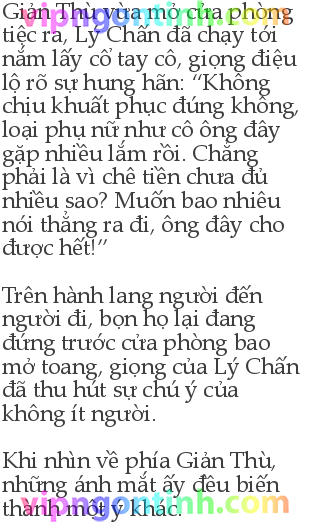 vipngontinh.com
Giản Thù vừa mở cửa phòng
tiệc ra, Lý Chấn đã chạy tới
nắm lấy cổ tay cô, giọng điệu
lộ rõ sự hung hãn: “Không
chịu khuất phục đúng không,
loại phụ nữ như cô ông đây
gặp nhiều lắm rồi. Chẳng
phải là vì chê tiền chưa đủ
nhiều sao? Muốn bao nhiêu
nói thẳng ra đi, ông đây cho
được hết!”
Trên hành lang người đến
người đi, bọn họ lại đang
đứng trước cửa phòng bao
mở toang, giọng của Lý Chấn
đã thu hút sự chú ý của
không ít người.
Khi nhìn về phía Giản Thù,
những ánh mắt ấy đều biến
thành một ý khác.
vipngontinh.com